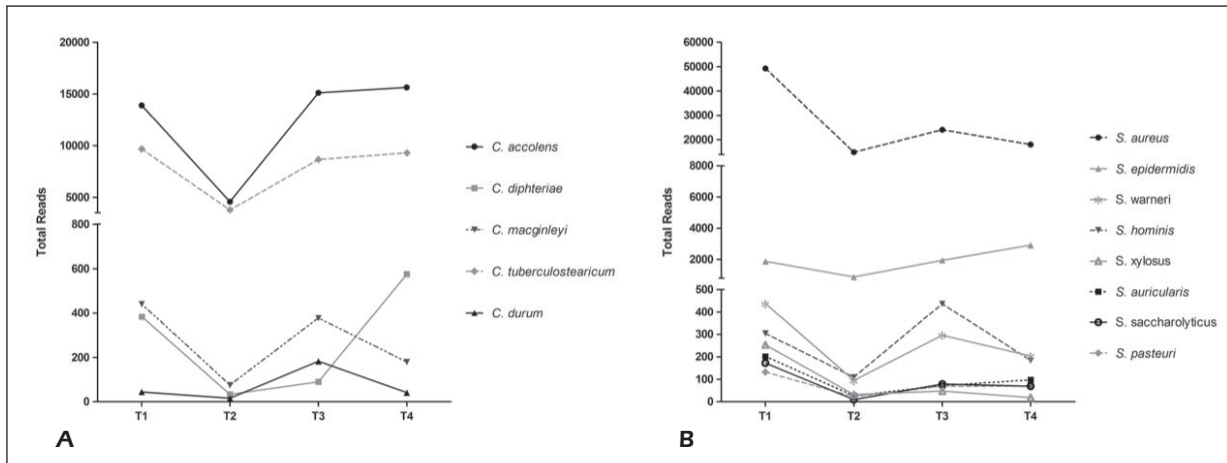 20000
15000
10000
5000
800
600
400
200
0
Total Reads
T1 T2 T3 T4
C. accolens
C. diphteriae
C. macginleyi
C. tuberculostearicum
C. durum
A
60000
50000
40000
30000
20000
8000
6000
4000
2000
500
400
300
200
100
0
Total Reads
T1 T2 T3 T4
S. aureus
S. epidermidis
S. warneri
S. hominis
S. xylosus
S. auricularis
S. saccharolyticus
S. pasteuri
B